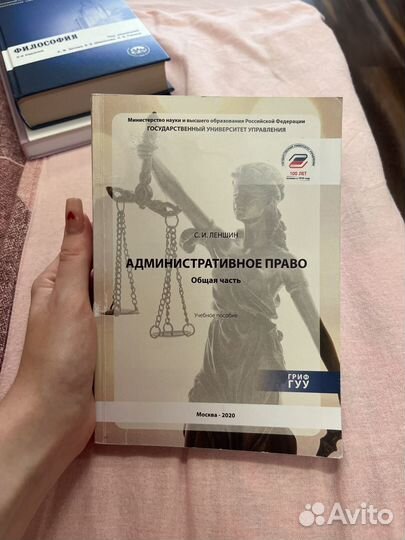 ФИЛОСОФИЯ
Министерство науки и высшего образования Российской Федерации
ГОСУДАРСТВЕННЫЙ УНИВЕРСИТЕТ УПРАВЛЕНИЯ
100 ЛЕТ
С. И. ЛЕНШИН
АДМИНИСТРАТИВНОЕ ПРАВО
Общая часть
Учебное пособие
ГРИФ
ГУУ
Москва - 2020
Avito